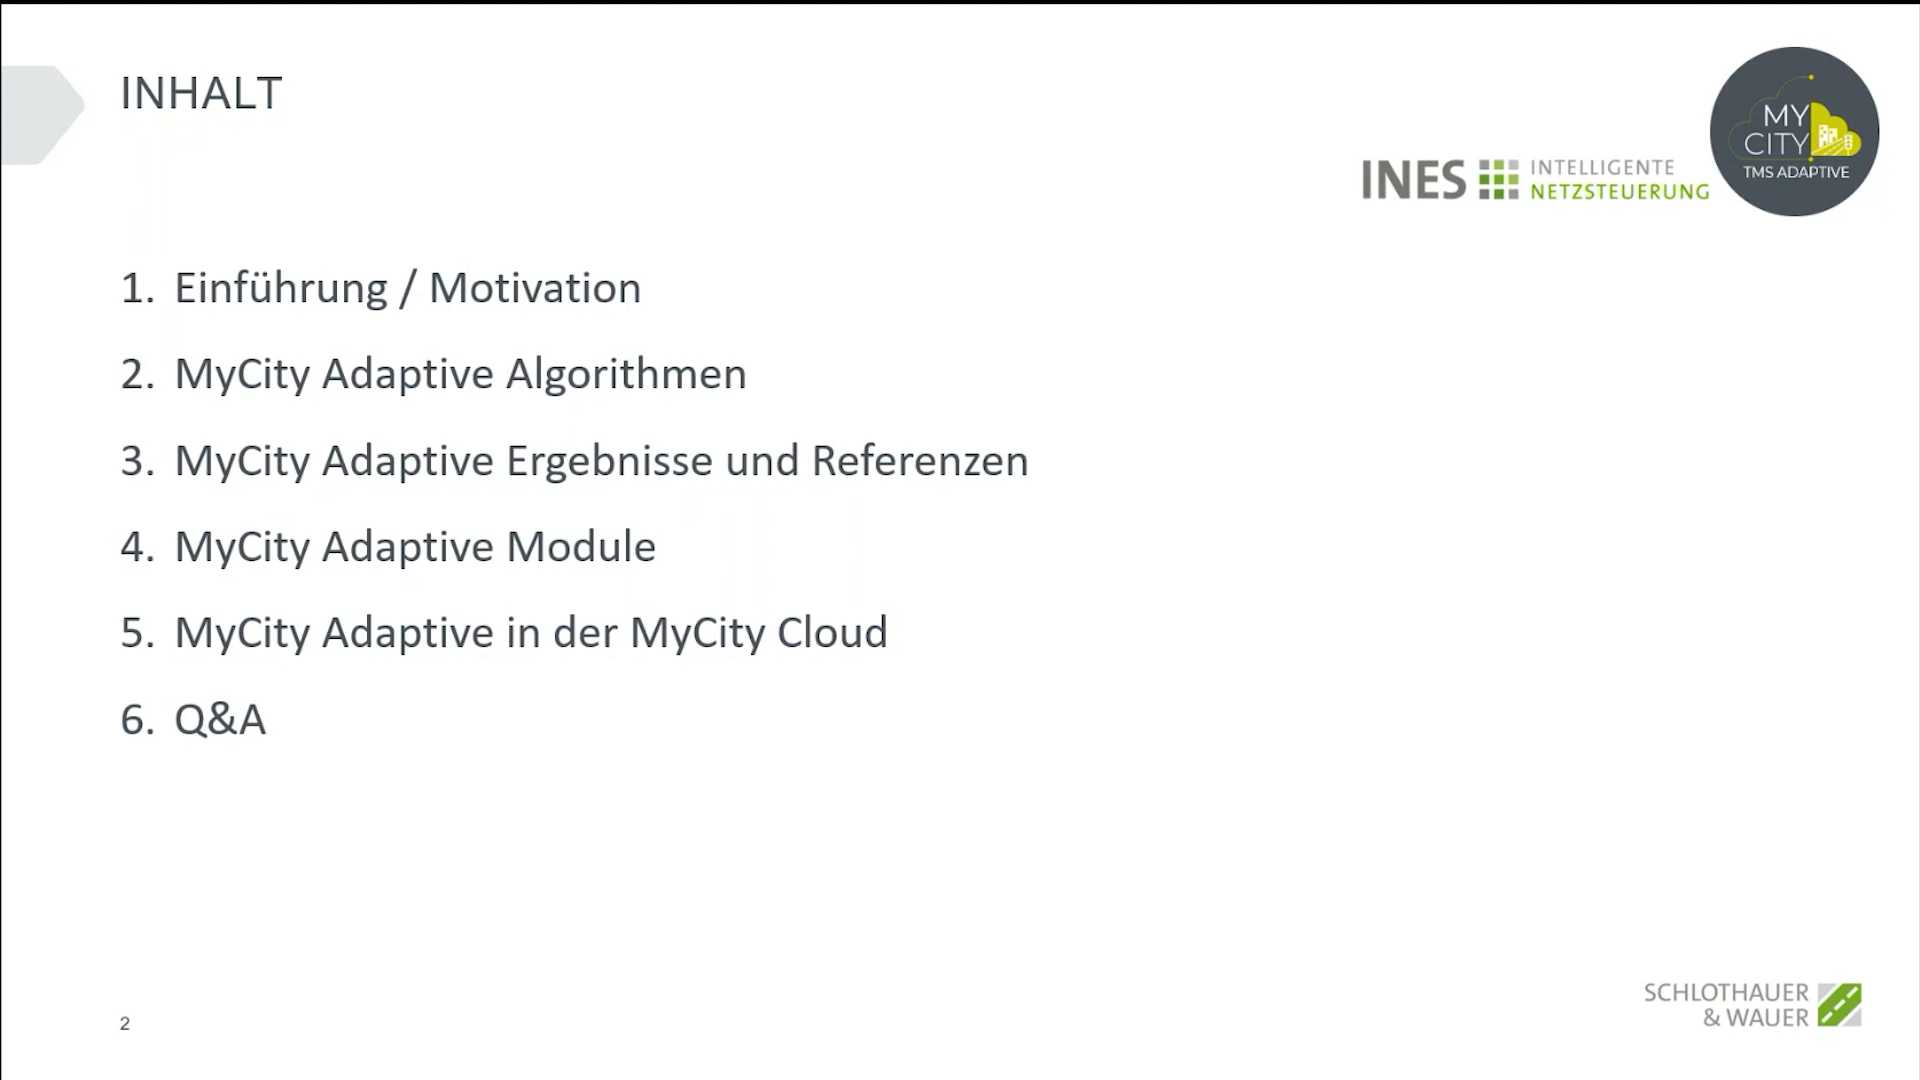 INHALT
INES INTELLIGENTE
NETZSTEUERUNG
MY
CITY
TMS ADAPTIVE
1. Einführung / Motivation
2. MyCity Adaptive Algorithmen
3. MyCity Adaptive Ergebnisse und Referenzen
4. MyCity Adaptive Module
5. MyCity Adaptive in der MyCity Cloud
6. Q&A
2
SCHLOTHAUER
& WAUER